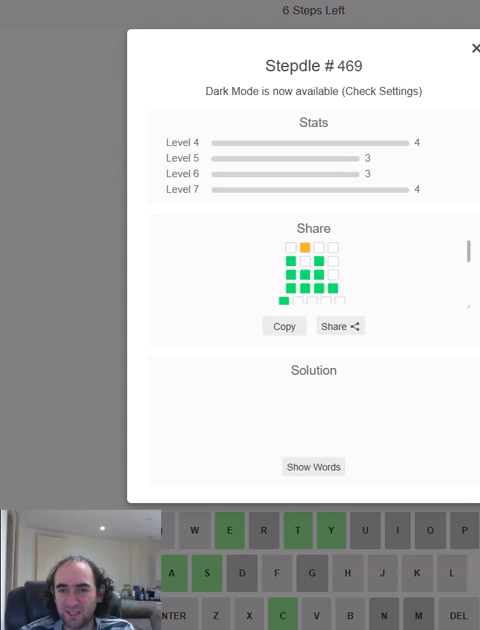 6 Steps Left
Stepdle # 469
Dark Mode is now available (Check Settings)
Stats
Level 4 4
Level 5 3
Level 6 3
Level 7 4
Share
Copy Share
Solution
Show Words
W E R T Y U I O P
A S D F G H J K L
NTER Z X C V B N M DEL